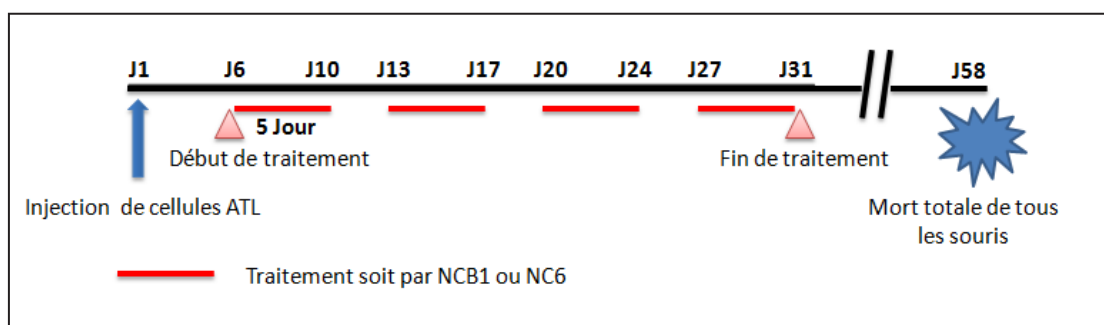 J1 J6 J10 J13 J17 J20 J24 J27 J31 J58
5 Jour
Début de traitement
Fin de traitement
Injection de cellules ATL
Mort totale de tous
les souris
Traitement soit par NCB1 ou NC6